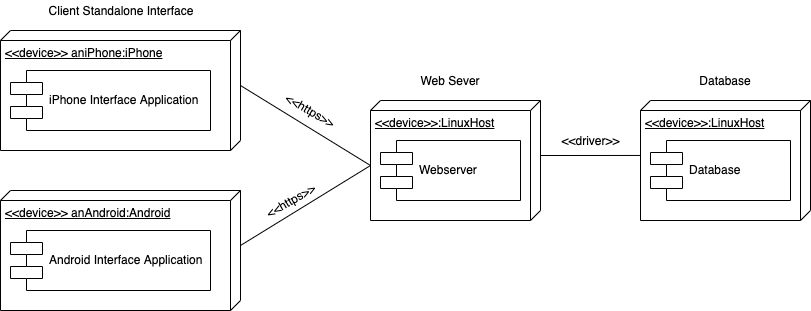 Client Standalone Interface
<<device>> aniPhone:iPhone
iPhone Interface Application
<<https>>
<<device>> anAndroid:Android
Android Interface Application
<<https>>
Web Sever
<<device>>:LinuxHost
Webserver
<<driver>>
Database
<<device>>:LinuxHost
Database